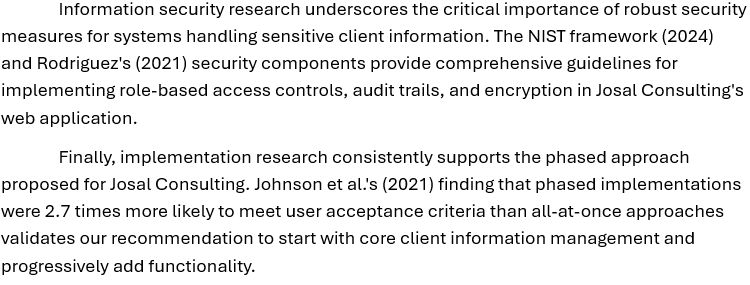 Information security research underscores the critical importance of robust security
measures for systems handling sensitive client information. The NIST framework (2024)
and Rodriguez's (2021) security components provide comprehensive guidelines for
implementing role-based access controls, audit trails, and encryption in Josal Consulting's
web application.
Finally, implementation research consistently supports the phased approach
proposed for Josal Consulting. Johnson et al.'s (2021) finding that phased implementations
were 2.7 times more likely to meet user acceptance criteria than all-at-once approaches
validates our recommendation to start with core client information management and
progressively add functionality.